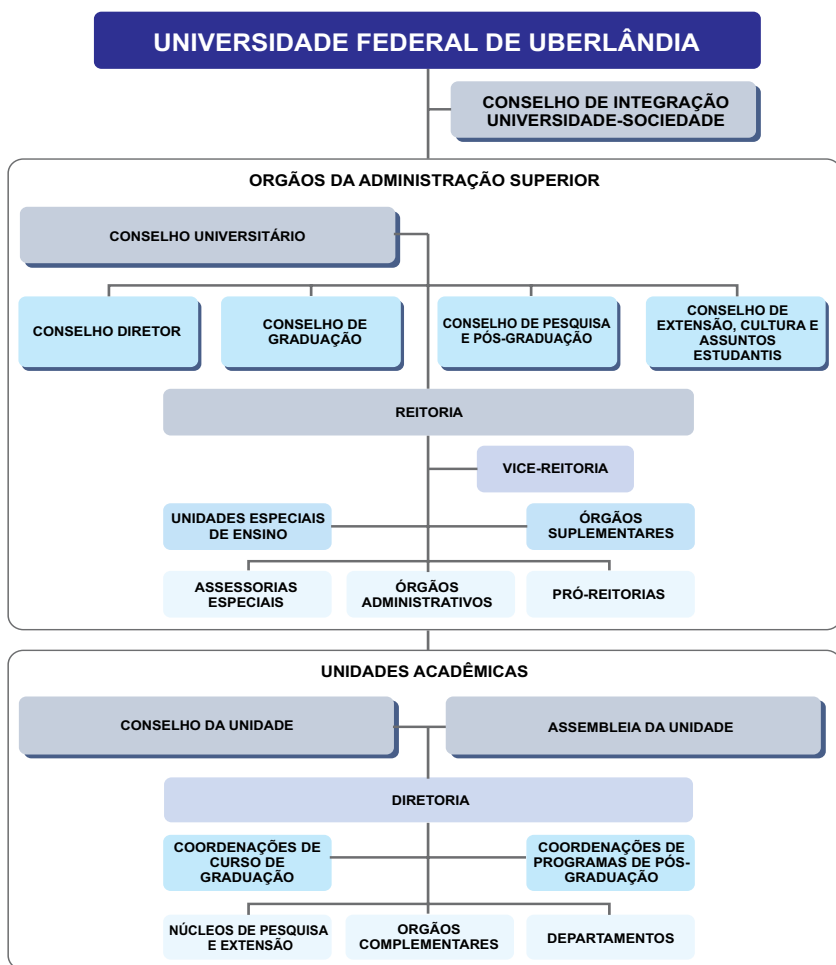 UNIVERSIDADE FEDERAL DE UBERLÂNDIA
CONSELHO DE INTEGRAÇÃO
UNIVERSIDADE-SOCIEDADE
ORGÃOS DA ADMINISTRAÇÃO SUPERIOR
CONSELHO UNIVERSITÁRIO
CONSELHO DIRETOR
CONSELHO DE
GRADUAÇÃO
CONSELHO DE PESQUISA
E PÓS-GRADUAÇÃO
CONSELHO DE
EXTENSÃO, CULTURA E
ASSUNTOS
ESTUDANTIS
REITORIA
VICE-REITORIA
UNIDADES ESPECIAIS
DE ENSINO
ÓRGÃOS
SUPLEMENTARES
ASSESSORIAS
ESPECIAIS
ÓRGÃOS
ADMINISTRATIVOS
PRÓ-REITORIAS
UNIDADES ACADÊMICAS
CONSELHO DA UNIDADE
ASSEMBLEIA DA UNIDADE
DIRETORIA
COORDENAÇÕES DE
CURSO DE
GRADUAÇÃO
COORDENAÇÕES DE
PROGRAMAS DE PÓS-
GRADUAÇÃO
NÚCLEOS DE PESQUISA
E EXTENSÃO
ORGÃOS
COMPLEMENTARES
DEPARTAMENTOS